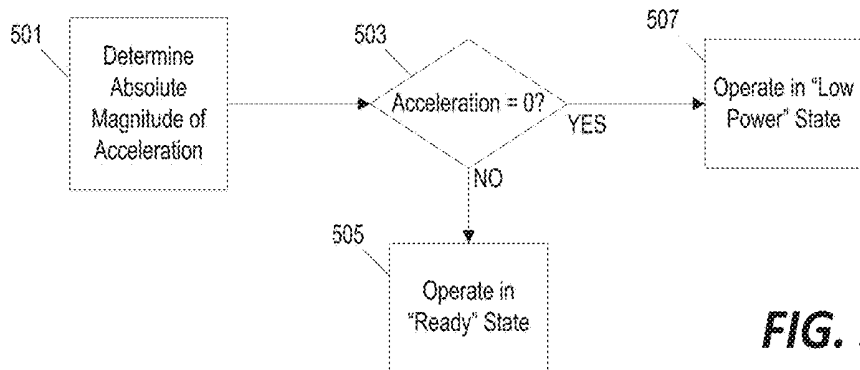 501
Determine
Absolute
Magnitude of
Acceleration
503
Acceleration = 0?
YES
NO
507
Operate in "Low
Power" State
505
Operate in
"Ready" State
FIG.